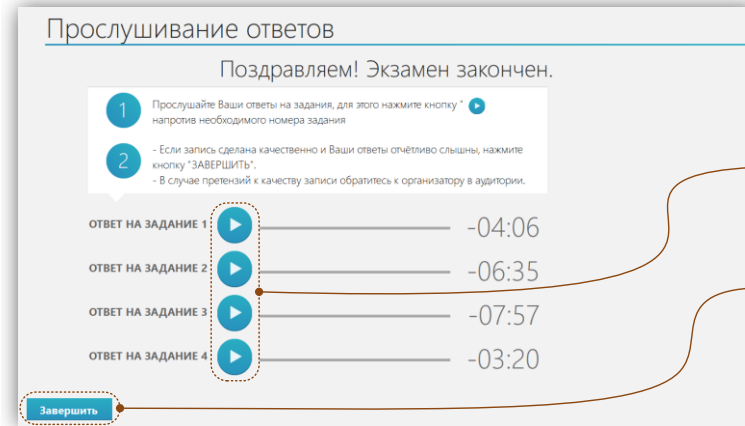 Прослушивание ответов
Поздравляем! Экзамен закончен.
1
Прослушайте Ваши ответы на задания, для этого нажмите кнопку "
напротив необходимого номера задания
2
- Если запись сделана качественно и Ваши ответы отчётливо слышны, нажмите
кнопку "ЗАВЕРШИТЬ".
- В случае претензий к качеству записи обратитесь к организатору в аудитории.
ОТВЕТ НА ЗАДАНИЕ 1 -04:06
ОТВЕТ НА ЗАДАНИЕ 2 -06:35
ОТВЕТ НА ЗАДАНИЕ 3 -07:57
ОТВЕТ НА ЗАДАНИЕ 4 -03:20
Завершить